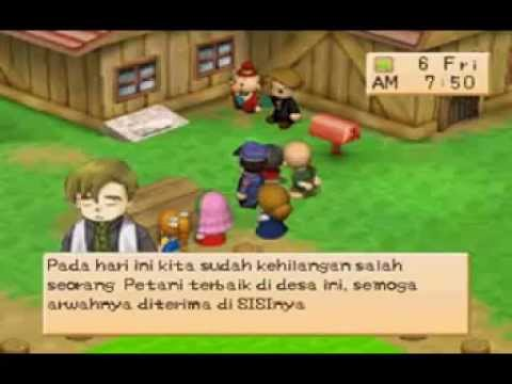 6 Fri
AM 7:50
Pada hari ini kita sudah kehilangan salah
seorang Petani terbaik di desa ini, semoga
arwahnya diterima di SISInya